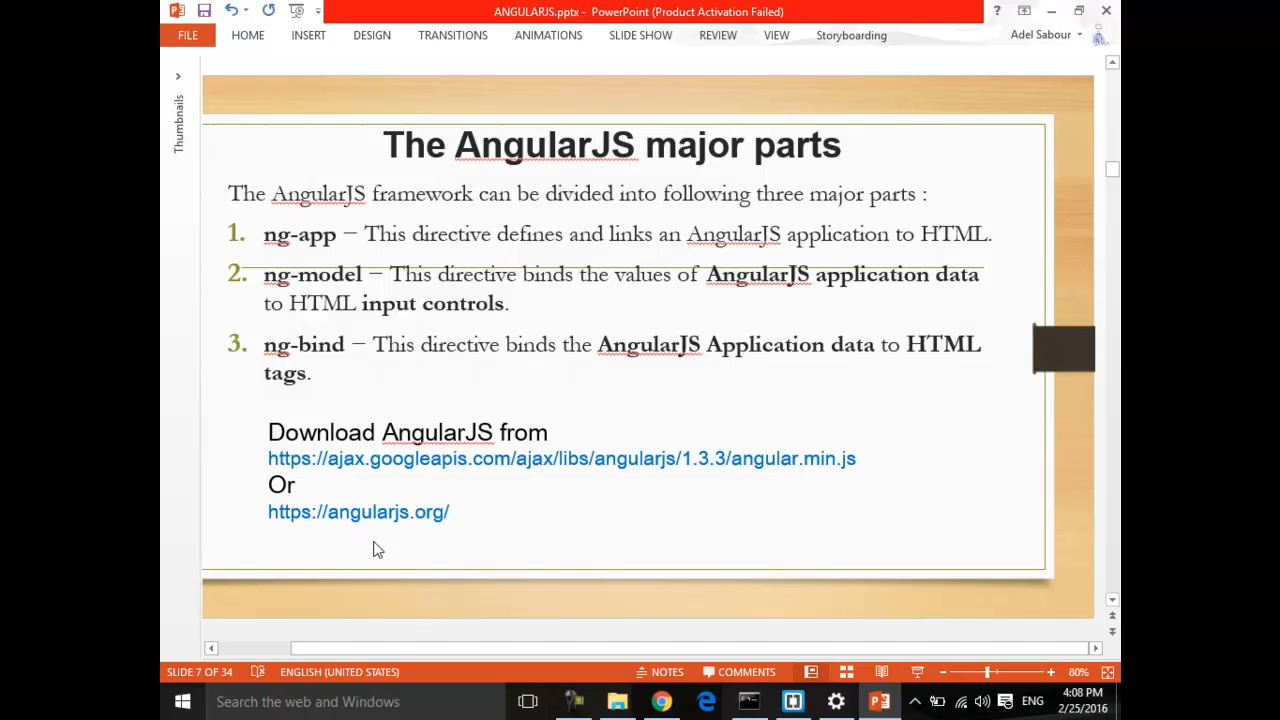 ANGULARJS.pptx - PowerPoint (Product Activation Failed)
?
FILE HOME INSERT DESIGN TRANSITIONS ANIMATIONS SLIDE SHOW REVIEW VIEW Storyboarding Adel Sabour
Thumbnails
The AngularJS major parts
The AngularJS framework can be divided into following three major parts :
1. ng-app − This directive defines and links an AngularJS application to HTML.
2. ng-model − This directive binds the values of AngularJS application data
to HTML input controls.
3. ng-bind − This directive binds the AngularJS Application data to HTML
tags.
Download AngularJS from
https://ajax.googleapis.com/ajax/libs/angularjs/1.3.3/angular.min.js
Or
https://angularjs.org/
SLIDE 7 OF 34 ENGLISH (UNITED STATES) NOTES COMMENTS 80%
Search the web and Windows ENG 4:08 PM
2/25/2016